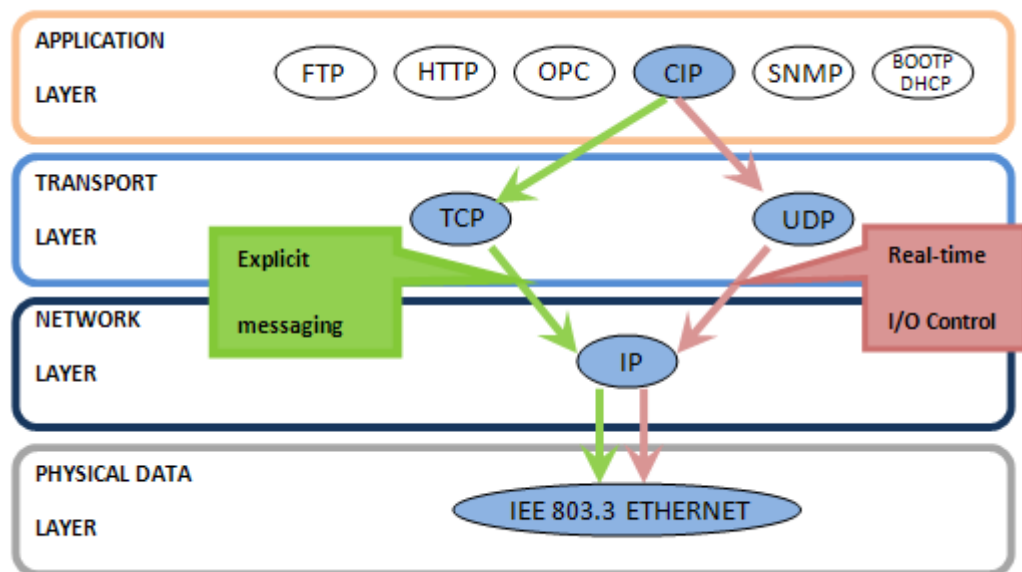 APPLICATION
LAYER
FTP
HTTP
OPC
CIP
SNMP
BOOTP
DHCP
TRANSPORT
LAYER
TCP
UDP
Explicit
messaging
Real-time
I/O Control
NETWORK
LAYER
IP
PHYSICAL DATA
LAYER
IEE 803.3 ETHERNET